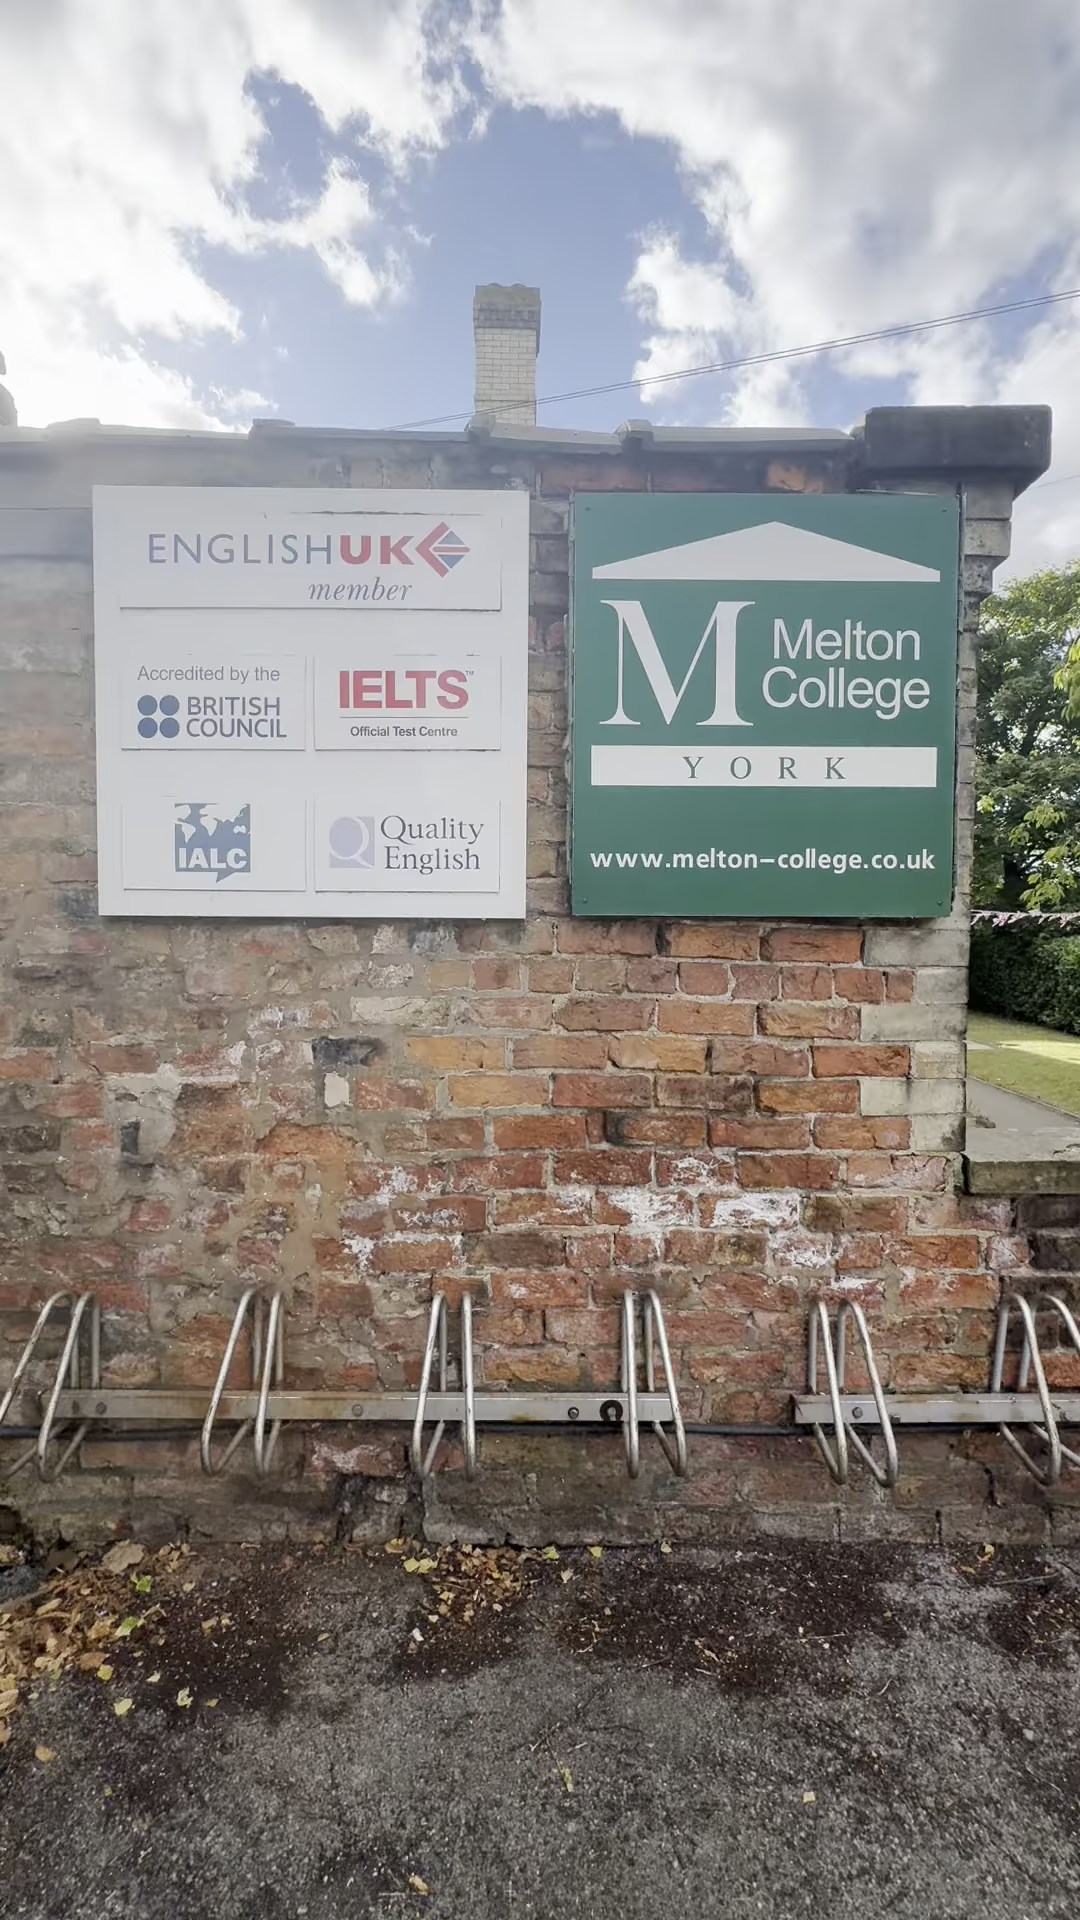 ENGLISHUK
member
Accredited by the
BRITISH
COUNCIL
IELTS™
Official Test Centre
IALC
Q Quality
English
M Melton
College
YORK
www.melton-college.co.uk